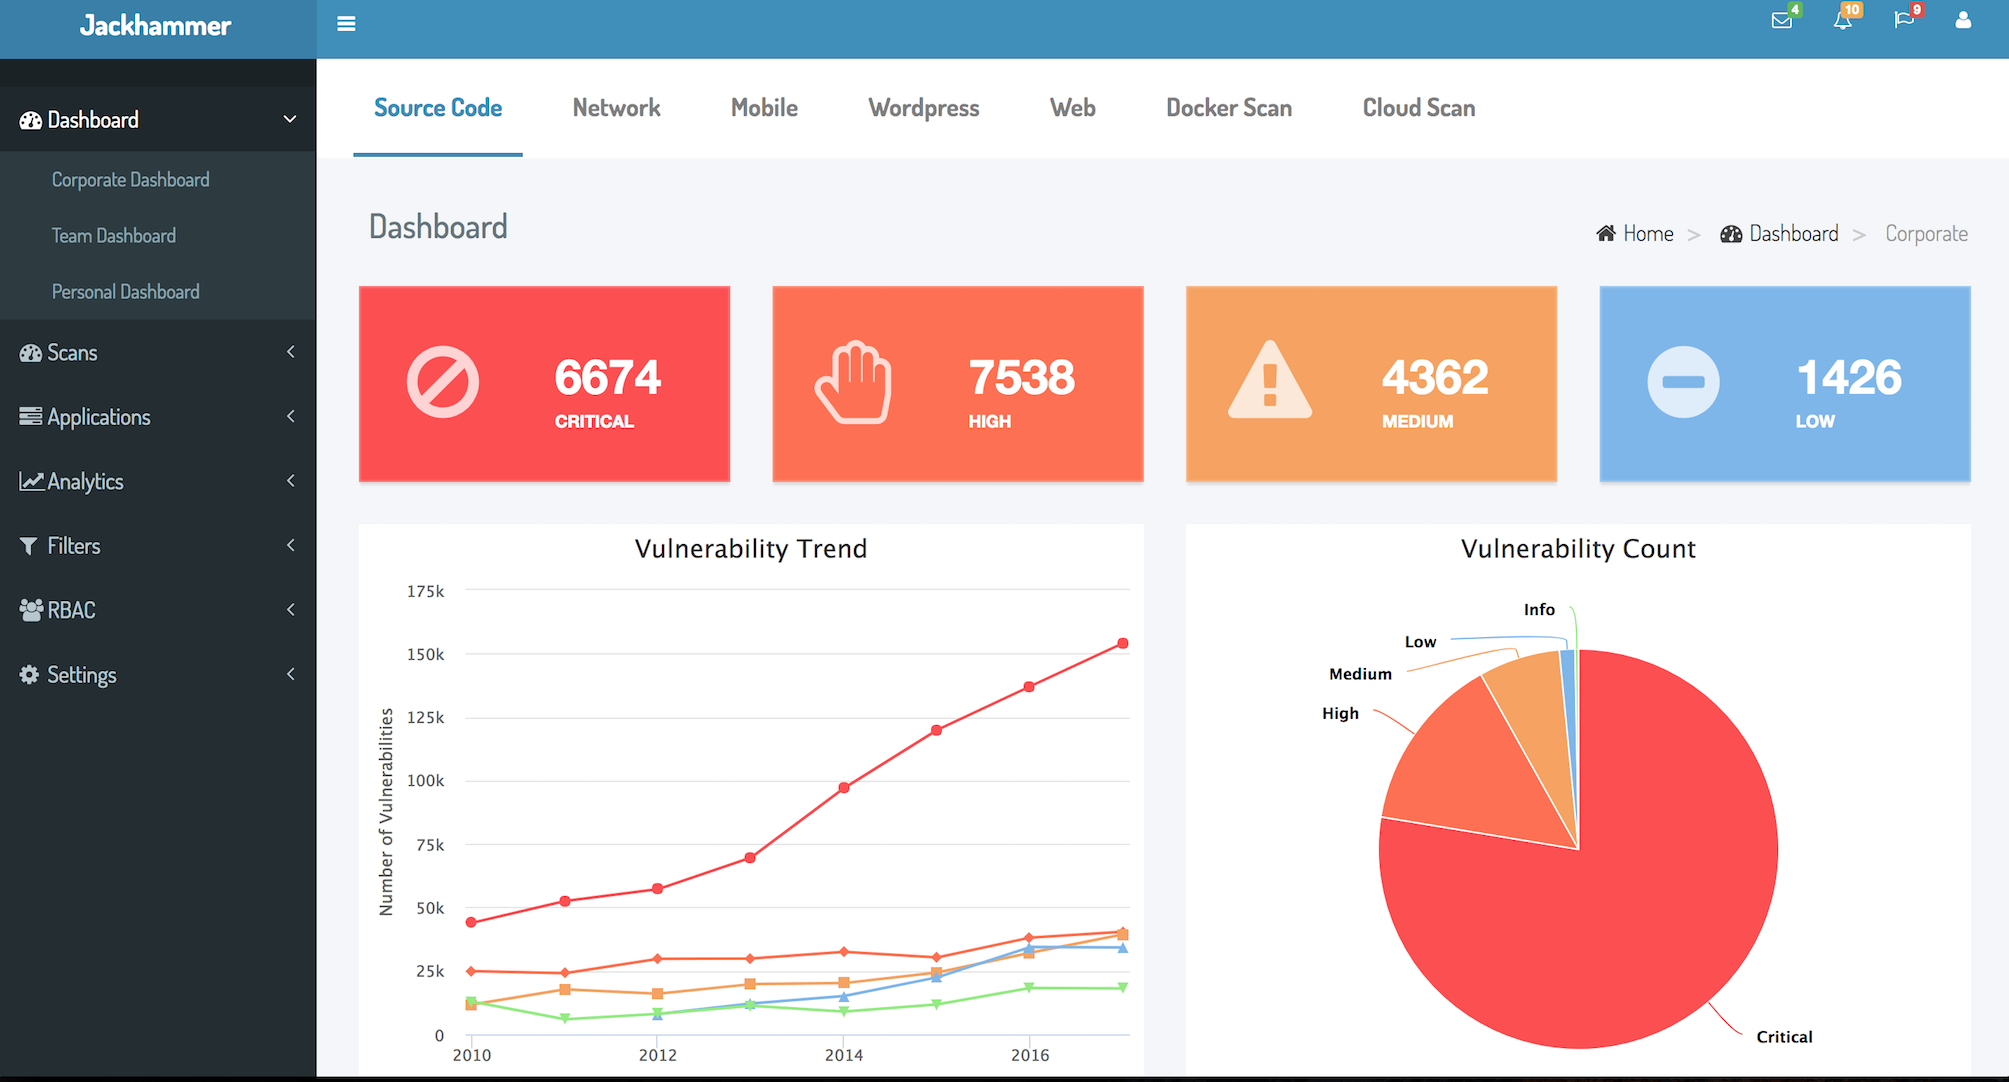 Jackhammer
4
10
9
Dashboard
Corporate Dashboard
Team Dashboard
Personal Dashboard
Scans
Applications
Analytics
Filters
RBAC
Settings
Source Code Network Mobile Wordpress Web Docker Scan Cloud Scan
Dashboard
Home > Dashboard > Corporate
6674
CRITICAL
7538
HIGH
4362
MEDIUM
1426
LOW
Vulnerability Trend
Number of Vulnerabilities
175k
150k
125k
100k
75k
50k
25k
0
2010 2012 2014 2016
Vulnerability Count
Info
Low
Medium
High
Critical